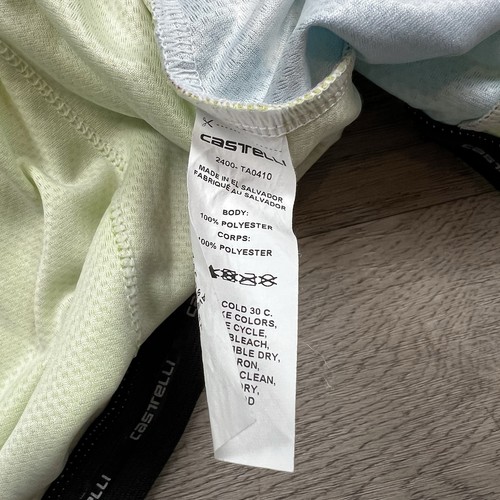 CASTELLI
2400- TA0410
MADE IN EL SALVADOR
FABRIQUÉ AU SALVADOR
BODY:
100% POLYESTER
CORPS:
100% POLYESTER
COLD 30 C.
COLORS,
CYCLE,
BLEACH,
DRY,
CLEAN,
CASTELLI